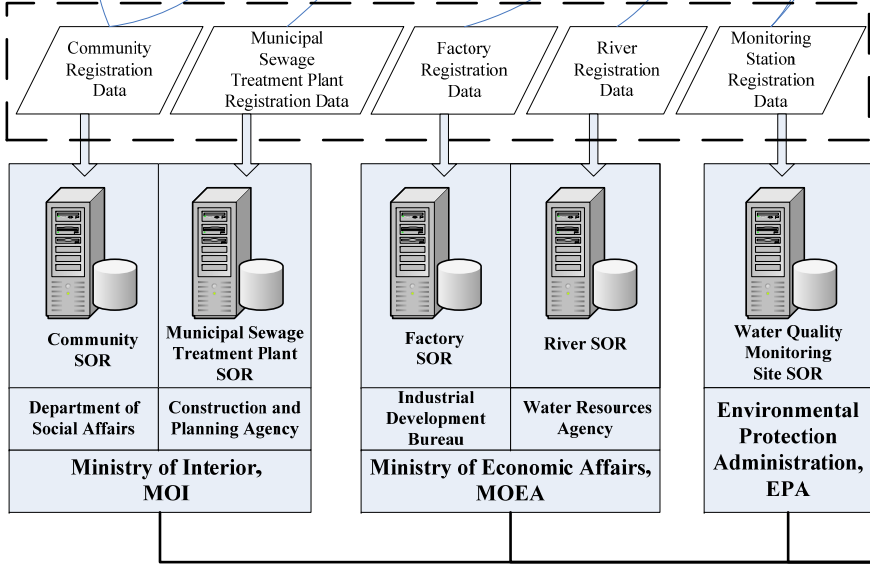 Community
Registration
Data
Municipal
Sewage
Treatment Plant
Registration Data
Factory
Registration
Data
River
Registration
Data
Monitoring
Station
Registration
Data
Community
SOR
Municipal Sewage
Treatment Plant
SOR
Factory
SOR
River SOR
Water Quality
Monitoring
Site SOR
Department of
Social Affairs
Construction and
Planning Agency
Industrial
Development
Bureau
Water Resources
Agency
Environmental
Protection
Administration,
EPA
Ministry of Interior,
MOI
Ministry of Economic Affairs,
MOEA